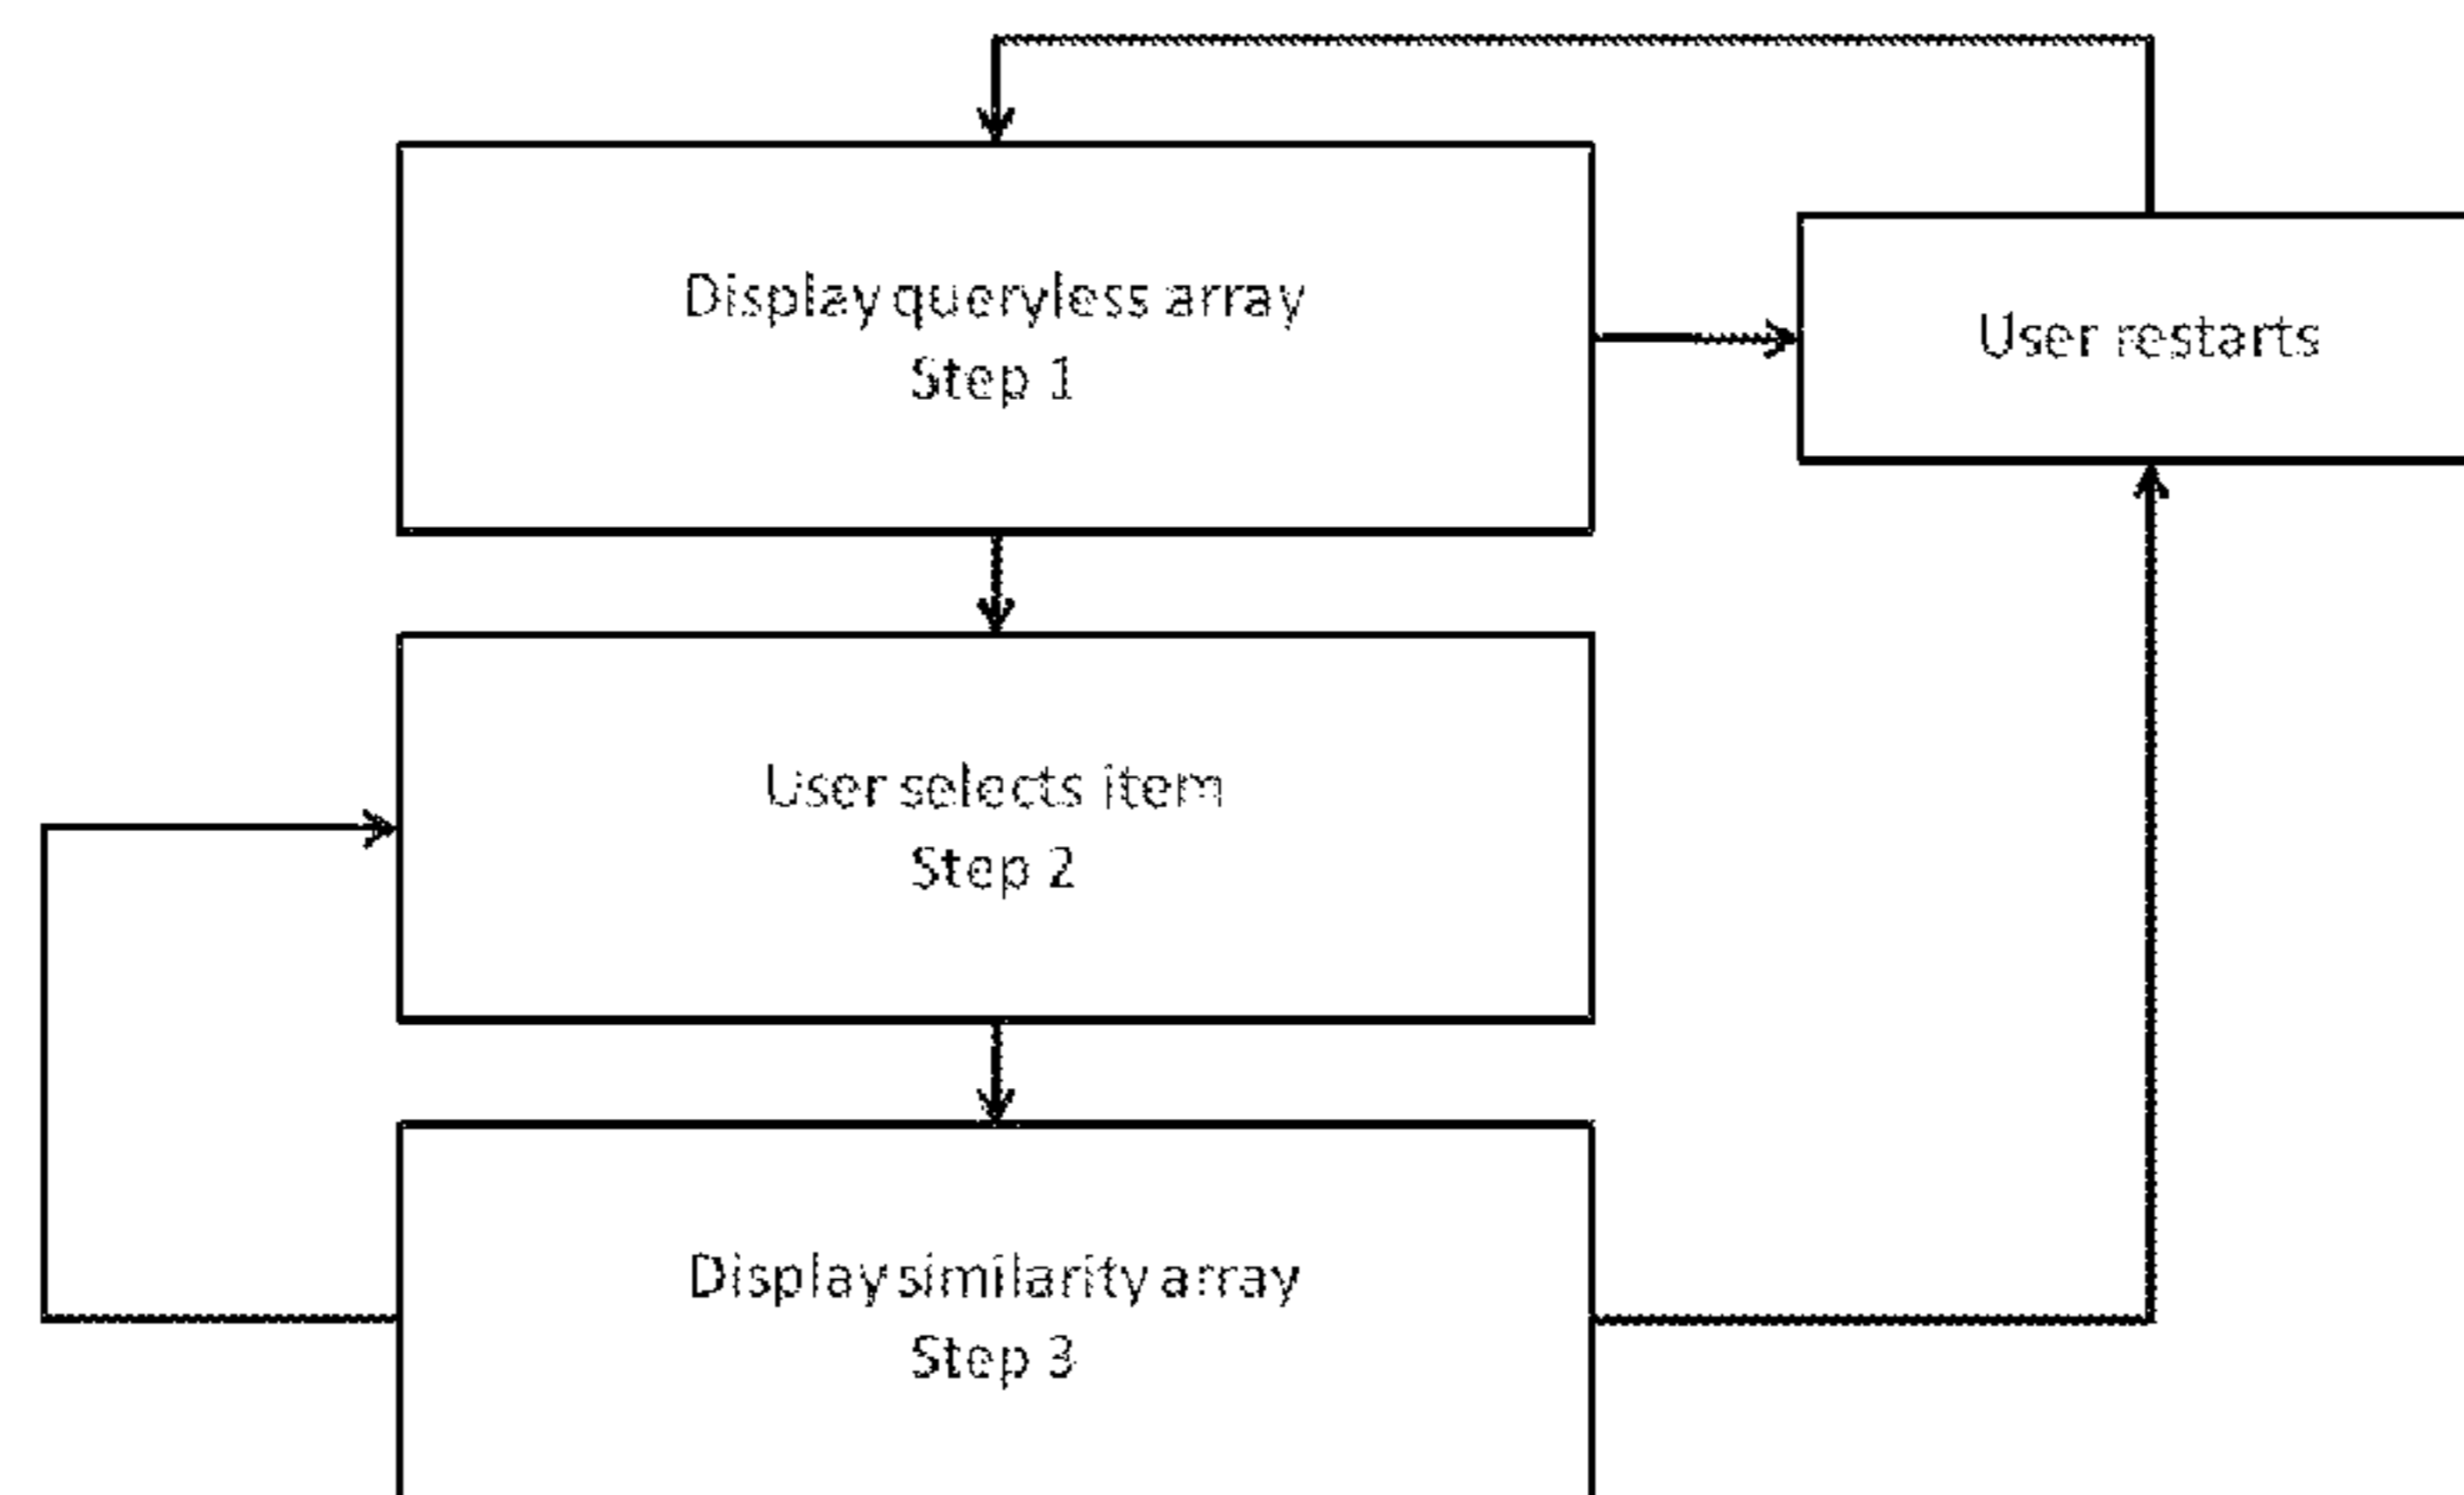 Display queryless array
Step 1
User restarts
User selects item
Step 2
Display similarity array
Step 3